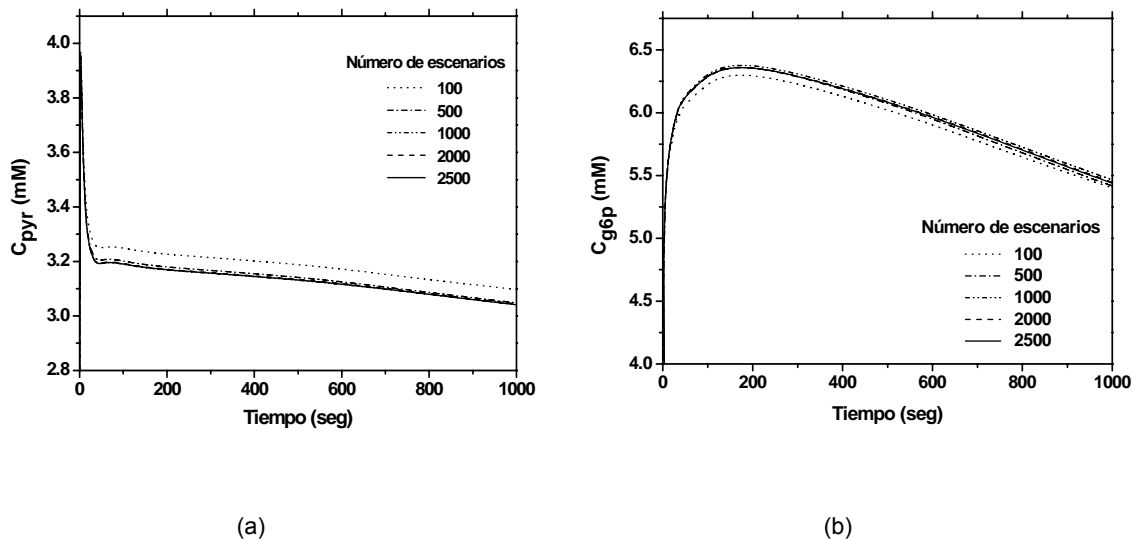 4.0
3.8
3.6
3.4
3.2
3.0
2.8
C pyr (mM)
Número de escenarios
100
500
1000
2000
2500
0 200 400 600 800 1000
Tiempo (seg)
(a)
6.5
6.0
5.5
5.0
4.5
4.0
C g6p (mM)
Número de escenarios
100
500
1000
2000
2500
0 200 400 600 800 1000
Tiempo (seg)
(b)